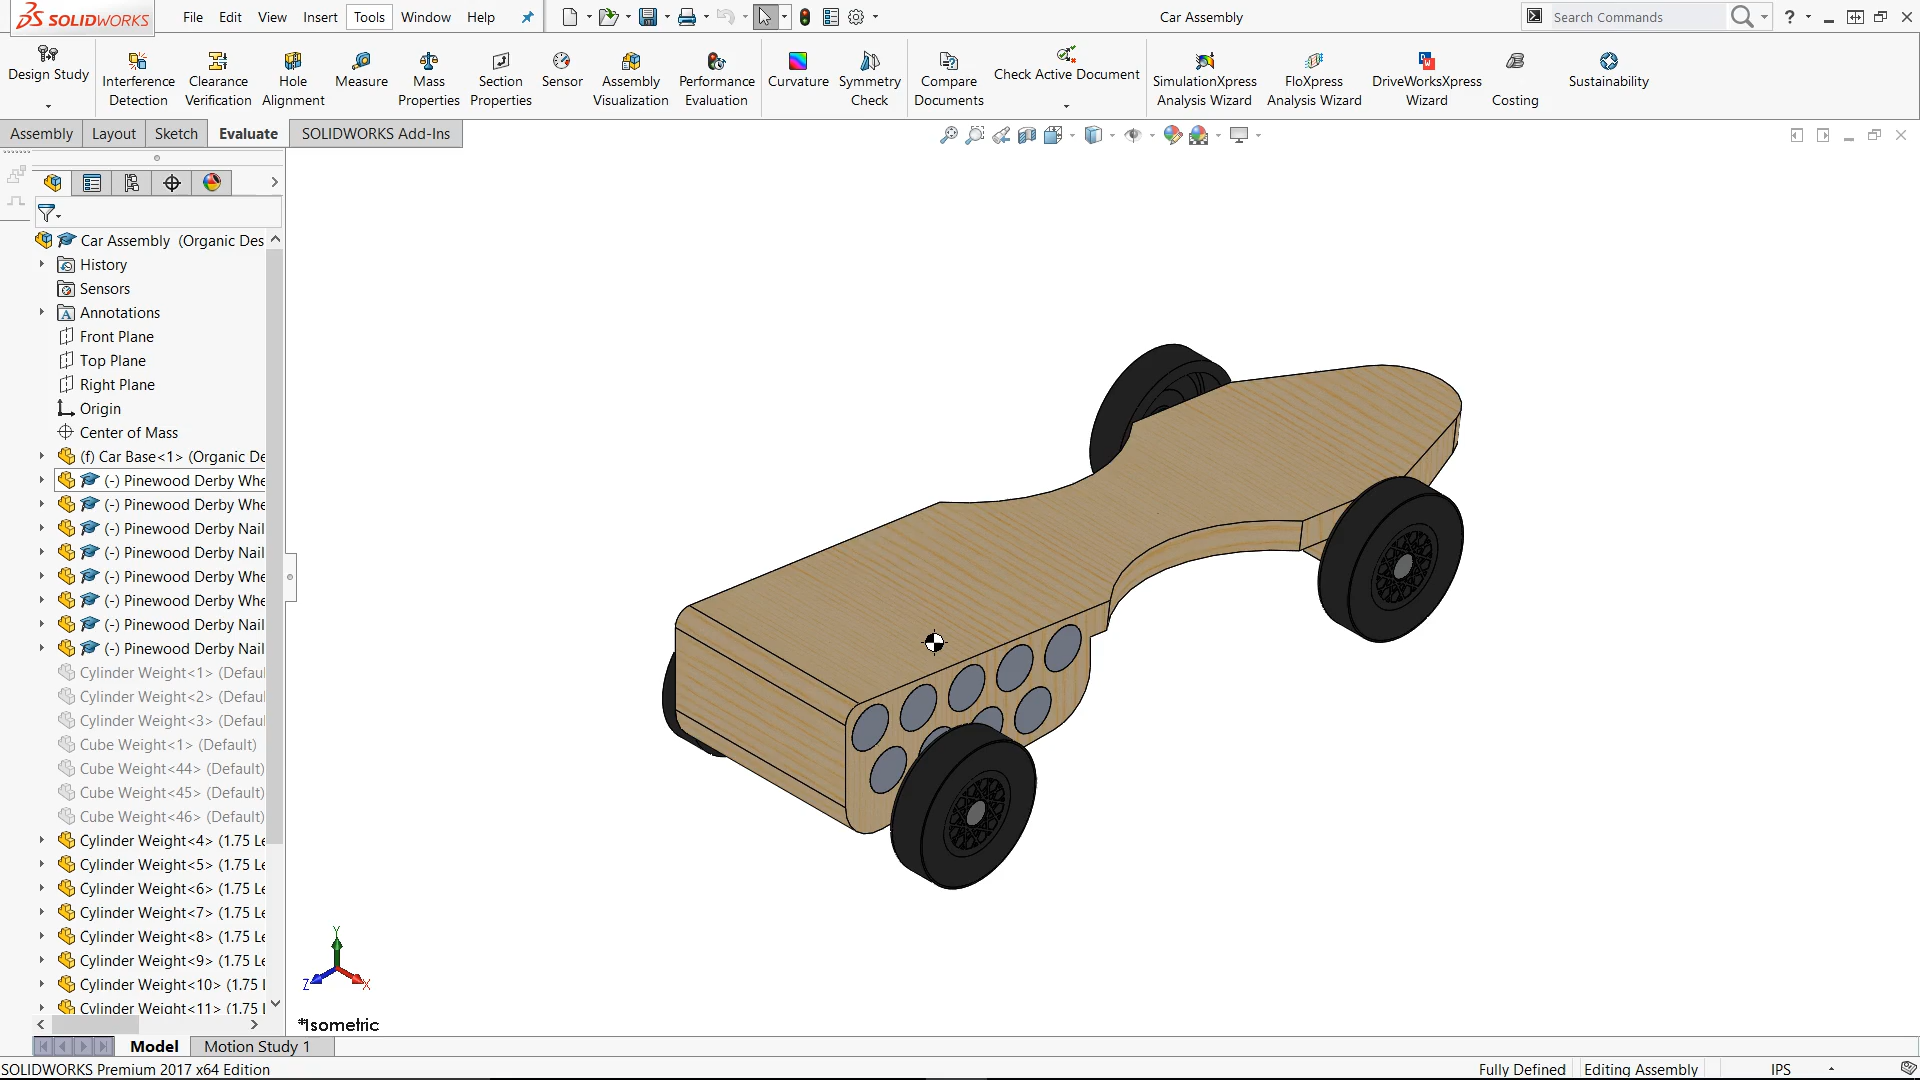 SOLIDWORKS
File Edit View Insert Tools Window Help
Car Assembly
Search Commands
?
Design Study
Interference Detection
Clearance Verification
Hole Alignment
Measure
Mass Properties
Section Properties
Sensor
Assembly Visualization
Performance Evaluation
Curvature
Symmetry Check
Compare Documents
Check Active Document
SimulationXpress Analysis Wizard
FloXpress Analysis Wizard
DriveWorksXpress Wizard
Costing
Sustainability
Assembly Layout Sketch Evaluate SOLIDWORKS Add-Ins
Car Assembly (Organic Des
History
Sensors
Annotations
Front Plane
Top Plane
Right Plane
Origin
Center of Mass
(f) Car Base<1> (Organic De
(-) Pinewood Derby Whe
(-) Pinewood Derby Whe
(-) Pinewood Derby Nail
(-) Pinewood Derby Nail
(-) Pinewood Derby Whe
(-) Pinewood Derby Whe
(-) Pinewood Derby Nail
(-) Pinewood Derby Nail
Cylinder Weight<1> (Defaul
Cylinder Weight<2> (Defaul
Cylinder Weight<3> (Defaul
Cube Weight<1> (Default)
Cube Weight<44> (Default)
Cube Weight<45> (Default)
Cube Weight<46> (Default)
Cylinder Weight<4> (1.75 Le
Cylinder Weight<5> (1.75 Le
Cylinder Weight<6> (1.75 Le
Cylinder Weight<7> (1.75 Le
Cylinder Weight<8> (1.75 Le
Cylinder Weight<9> (1.75 Le
Cylinder Weight<10> (1.75 l
Cylinder Weight<11> (1.75 l
Y
Z X
*Isometric
Model Motion Study 1
SOLIDWORKS Premium 2017 x64 Edition
Fully Defined Editing Assembly IPS